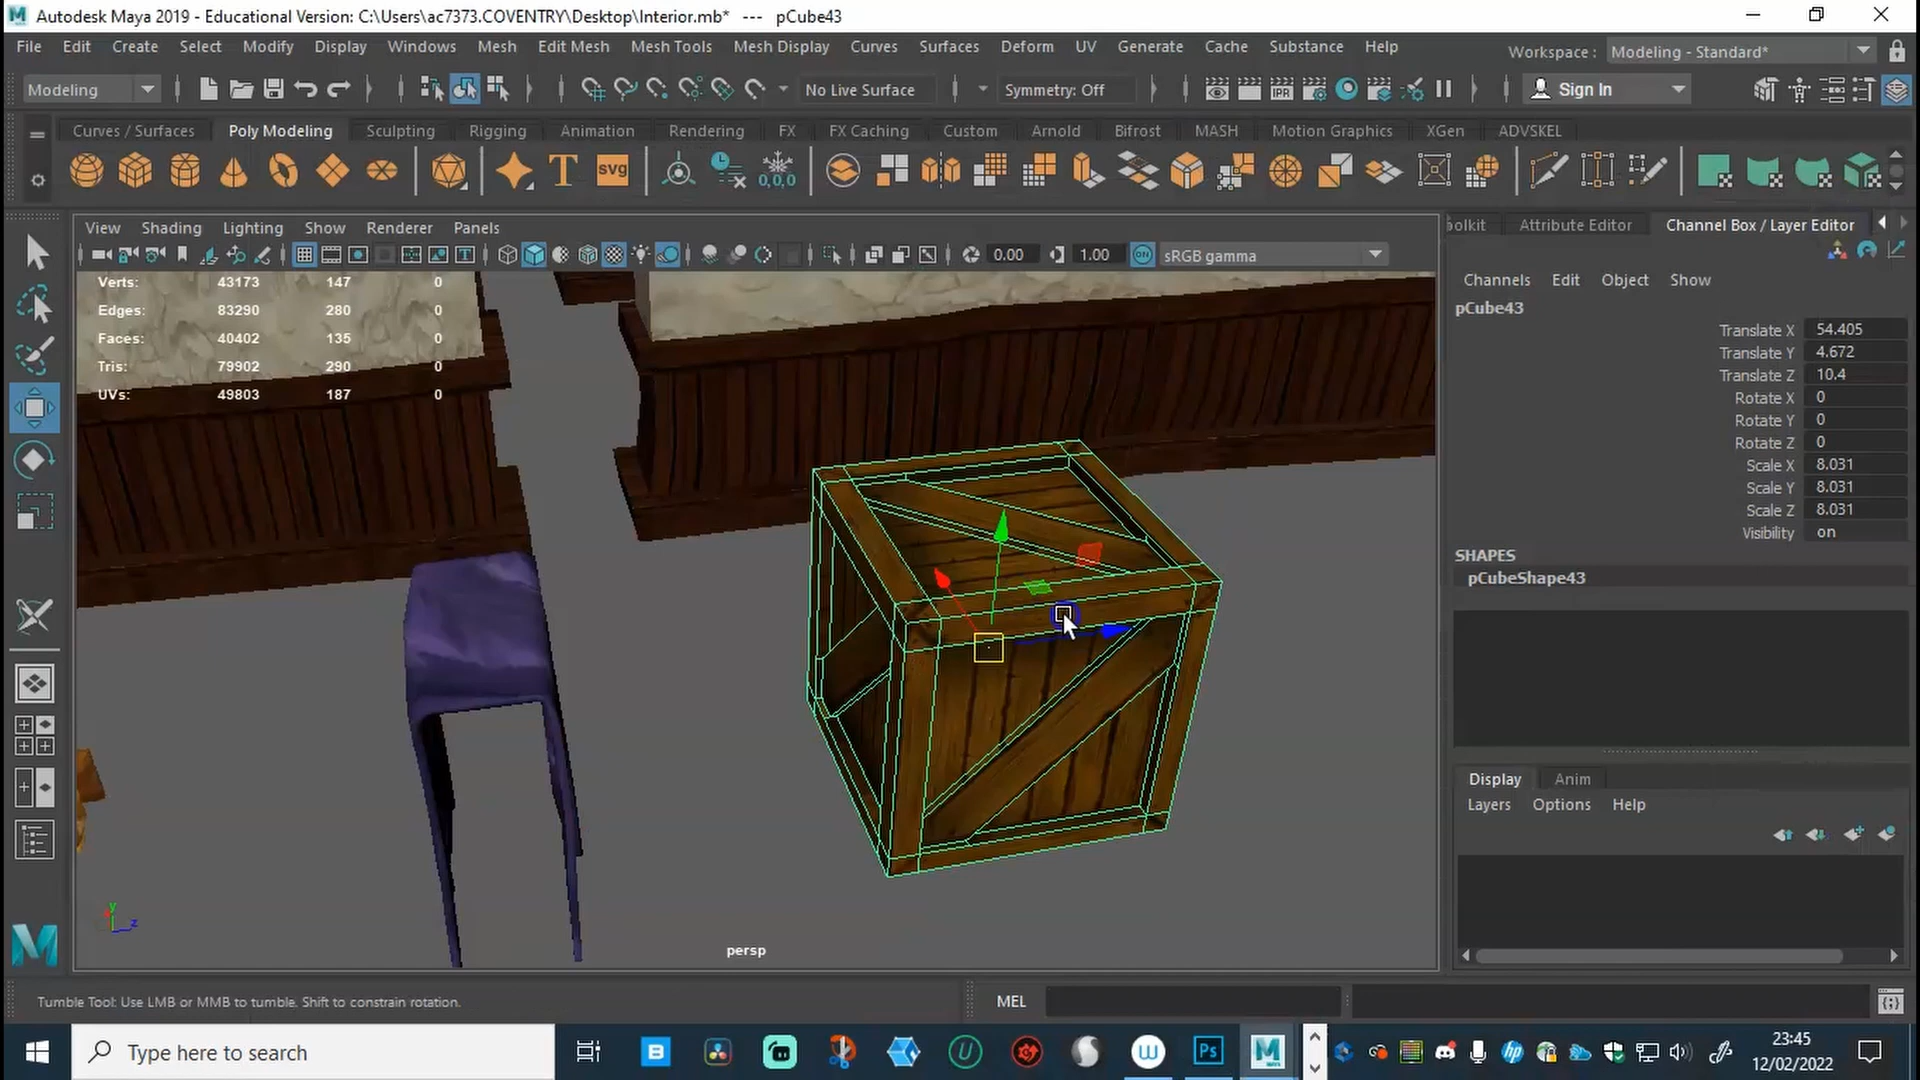 Autodesk Maya 2019 - Educational Version: C:\Users\ac7373.COVENTRY\Desktop\Interior.mb* --- pCube43
File Edit Create Select Modify Display Windows Mesh Edit Mesh Mesh Tools Mesh Display Curves Surfaces Deform UV Generate Cache Substance Help Workspace : Modeling - Standard*
Modeling No Live Surface Symmetry: Off IPR Sign In
Curves / Surfaces Poly Modeling Sculpting Rigging Animation Rendering FX FX Caching Custom Arnold Bifrost MASH Motion Graphics XGen ADVSKEL
T svg 0,0,0
View Shading Lighting Show Renderer Panels
0.00 1.00 ON sRGB gamma
oolkit Attribute Editor Channel Box / Layer Editor
Verts: 43173 147 0
Edges: 83290 280 0
Faces: 40402 135 0
Tris: 79902 290 0
UVs: 49803 187 0
Channels Edit Object Show
pCube43
Translate X 54.405
Translate Y 4.672
Translate Z 10.4
Rotate X 0
Rotate Y 0
Rotate Z 0
Scale X 8.031
Scale Y 8.031
Scale Z 8.031
Visibility on
SHAPES
pCubeShape43
Display Anim
Layers Options Help
y
z
persp
Tumble Tool: Use LMB or MMB to tumble. Shift to constrain rotation.
MEL
Type here to search
23:45
12/02/2022